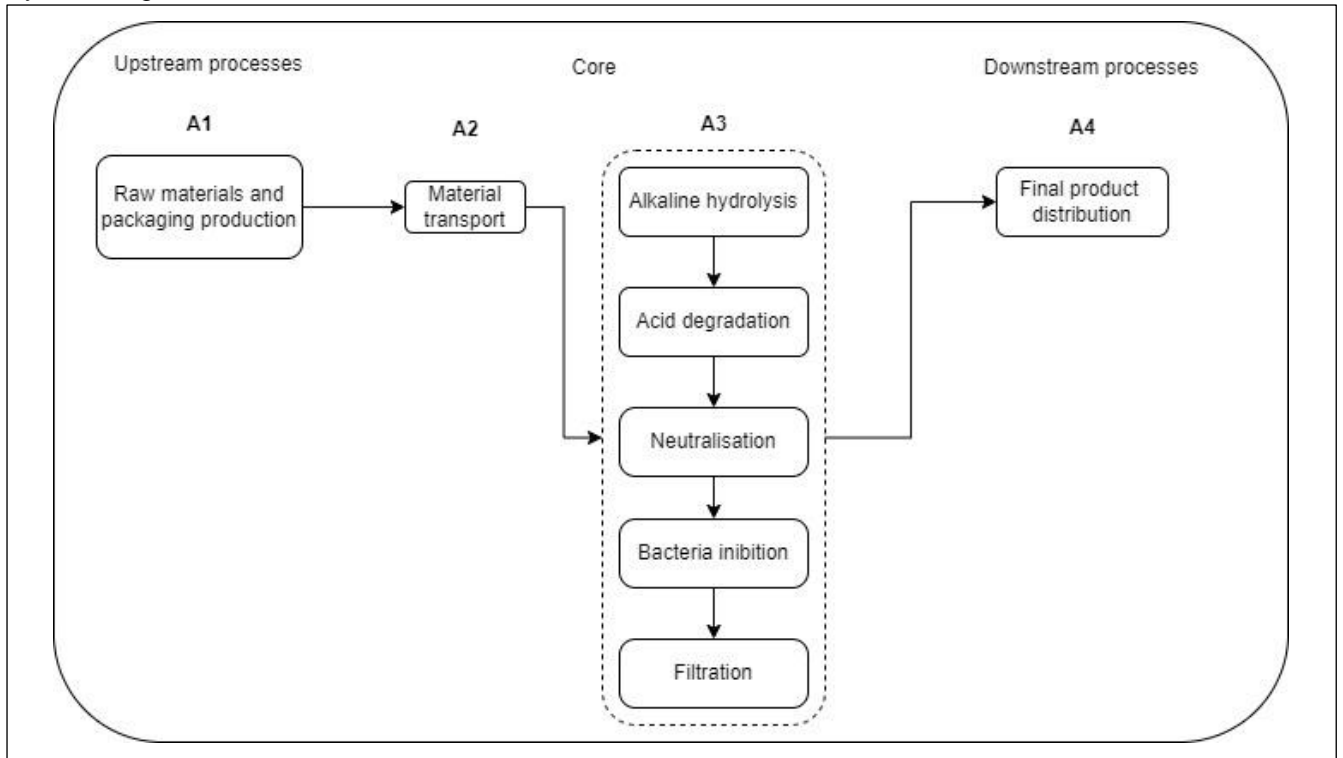 Upstream processes
Core
Downstream processes
A1
A2
A3
A4
Raw materials and
packaging production
Material
transport
Alkaline hydrolysis
Acid degradation
Neutralisation
Bacteria inibition
Filtration
Final product
distribution